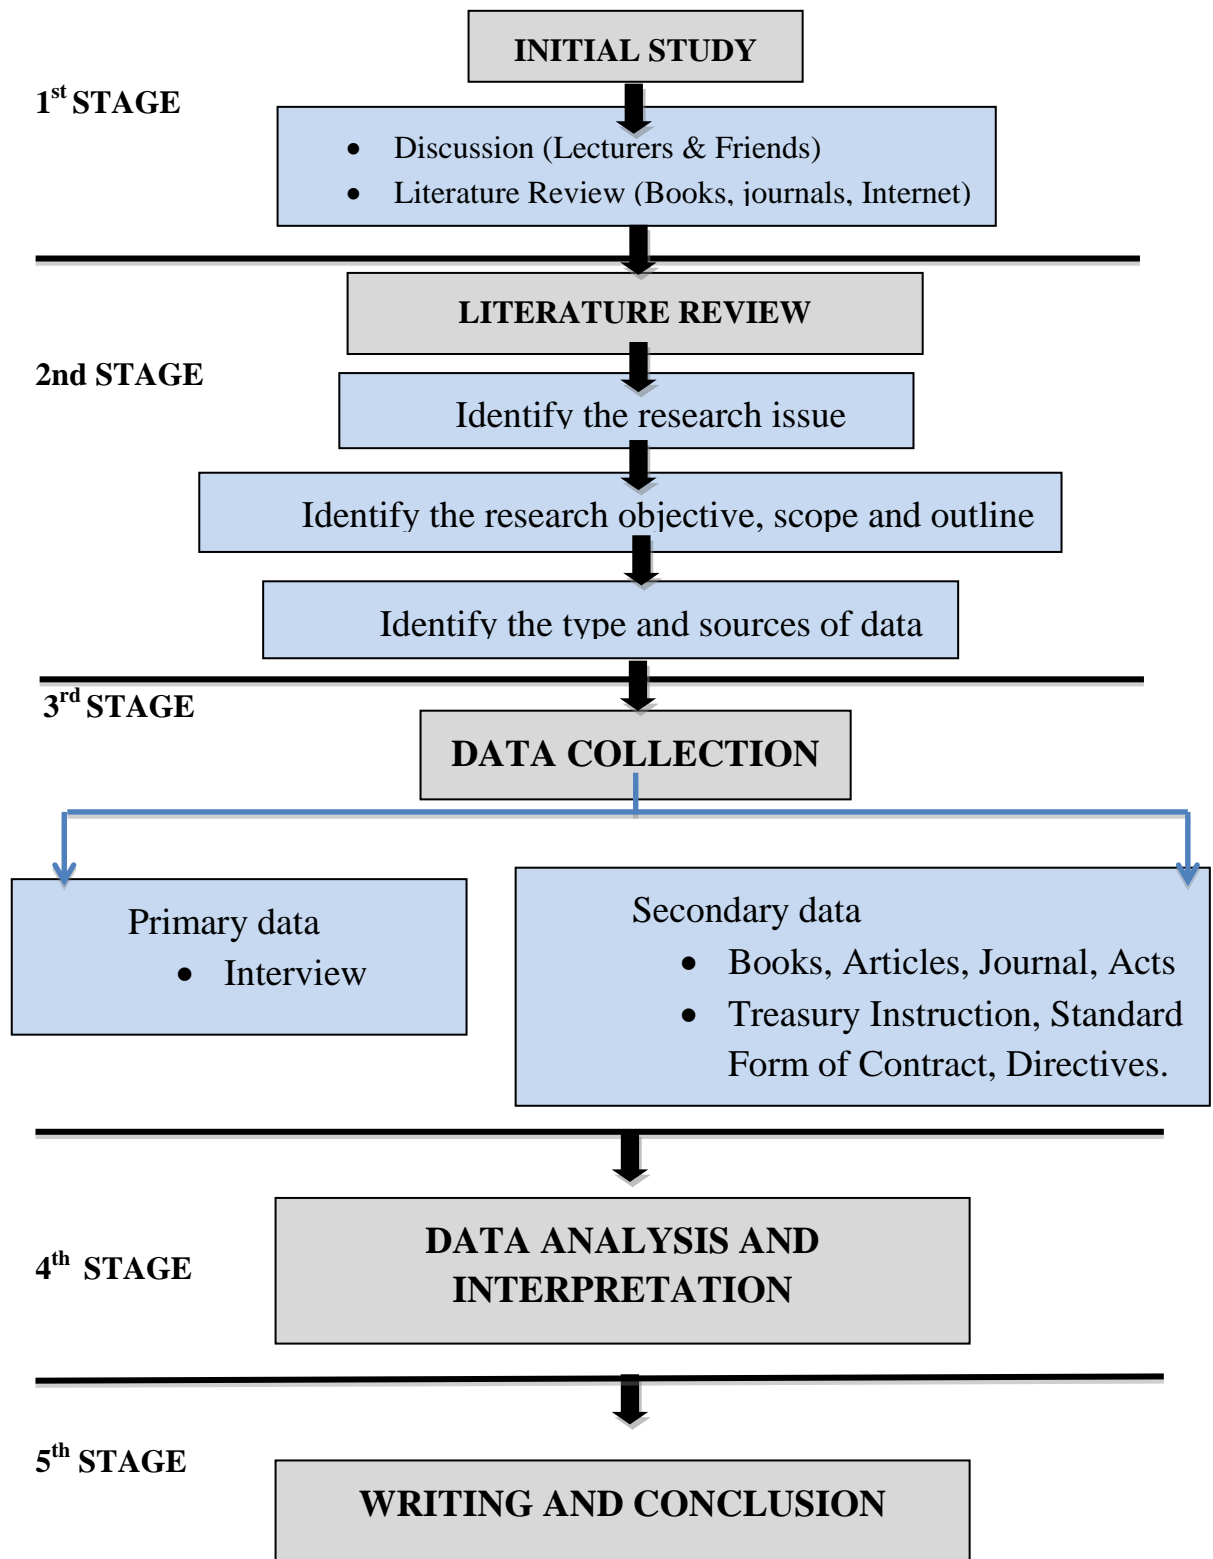 INITIAL STUDY
1st STAGE
• Discussion (Lecturers & Friends)
• Literature Review (Books, journals, Internet)
LITERATURE REVIEW
2nd STAGE
Identify the research issue
Identify the research objective, scope and outline
Identify the type and sources of data
3rd STAGE
DATA COLLECTION
Primary data
• Interview
Secondary data
• Books, Articles, Journal, Acts
• Treasury Instruction, Standard
Form of Contract, Directives.
DATA ANALYSIS AND
INTERPRETATION
4th STAGE
5th STAGE
WRITING AND CONCLUSION